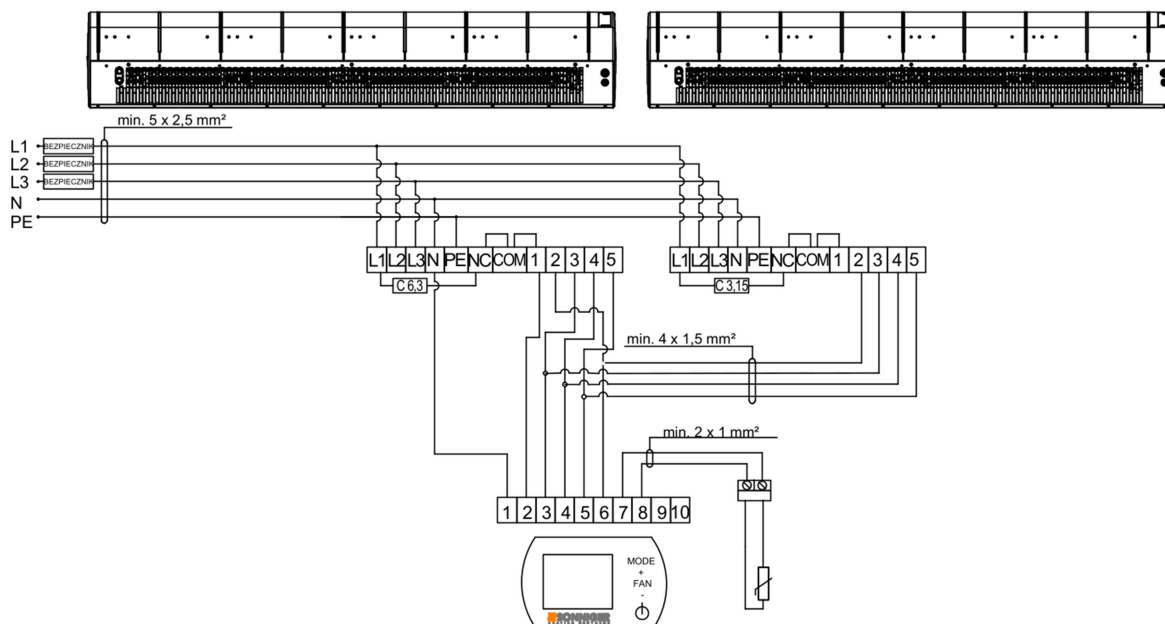 min. 5 x 2,5 mm²
L1 BEZPIECZNIK
L2 BEZPIECZNIK
L3 BEZPIECZNIK
N
PE
L1 L2 L3 N PE NC COM 1 2 3 4 5
L1 L2 L3 N PE NC COM 1 2 3 4 5
C 6,3
C 3,15
min. 4 x 1,5 mm²
min. 2 x 1 mm²
1 2 3 4 5 6 7 8 9 10
MODE
+
FAN
-
SONNIGER